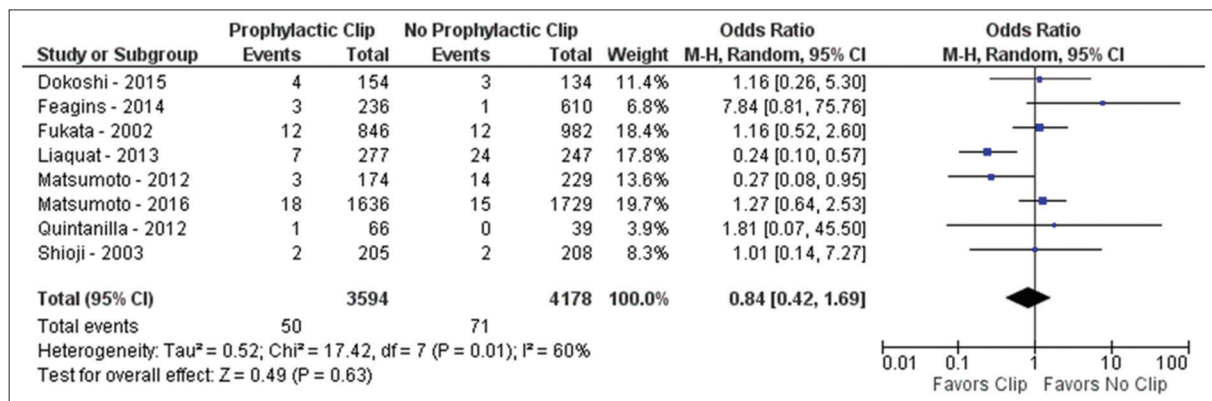 Prophylactic Clip No Prophylactic Clip Odds Ratio Odds Ratio
Study or Subgroup Events Total Events Total Weight M-H, Random, 95% CI M-H, Random, 95% CI
Dokoshi - 2015 4 154 3 134 11.4% 1.16 [0.26, 5.30]
Feagins - 2014 3 236 1 610 6.8% 7.84 [0.81, 75.76]
Fukata - 2002 12 846 12 982 18.4% 1.16 [0.52, 2.60]
Liaquat - 2013 7 277 24 247 17.8% 0.24 [0.10, 0.57]
Matsumoto - 2012 3 174 14 229 13.6% 0.27 [0.08, 0.95]
Matsumoto - 2016 18 1636 15 1729 19.7% 1.27 [0.64, 2.53]
Quintanilla - 2012 1 66 0 39 3.9% 1.81 [0.07, 45.50]
Shioji - 2003 2 205 2 208 8.3% 1.01 [0.14, 7.27]
Total (95% CI) 3594 4178 100.0% 0.84 [0.42, 1.69]
Total events 50 71
Heterogeneity: Tau² = 0.52; Chi² = 17.42, df = 7 (P = 0.01); I² = 60%
Test for overall effect: Z = 0.49 (P = 0.63)
0.01 0.1 1 10 100
Favors Clip Favors No Clip